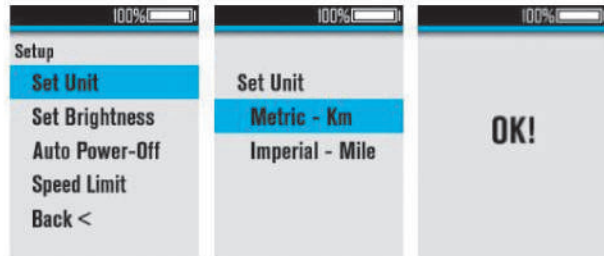 100%
Setup
Set Unit
Set Brightness
Auto Power-Off
Speed Limit
Back <
100%
Set Unit
Metric - Km
Imperial - Mile
100%
OK!